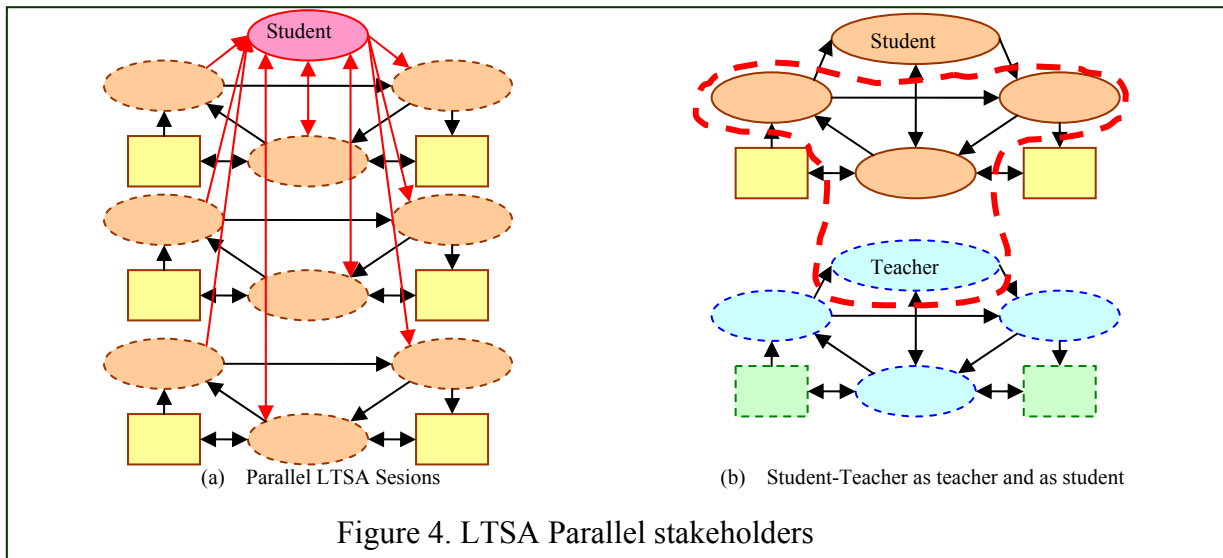 Student
Student
Teacher
(a) Parallel LTSA Sesions
(b) Student-Teacher as teacher and as student
Figure 4. LTSA Parallel stakeholders